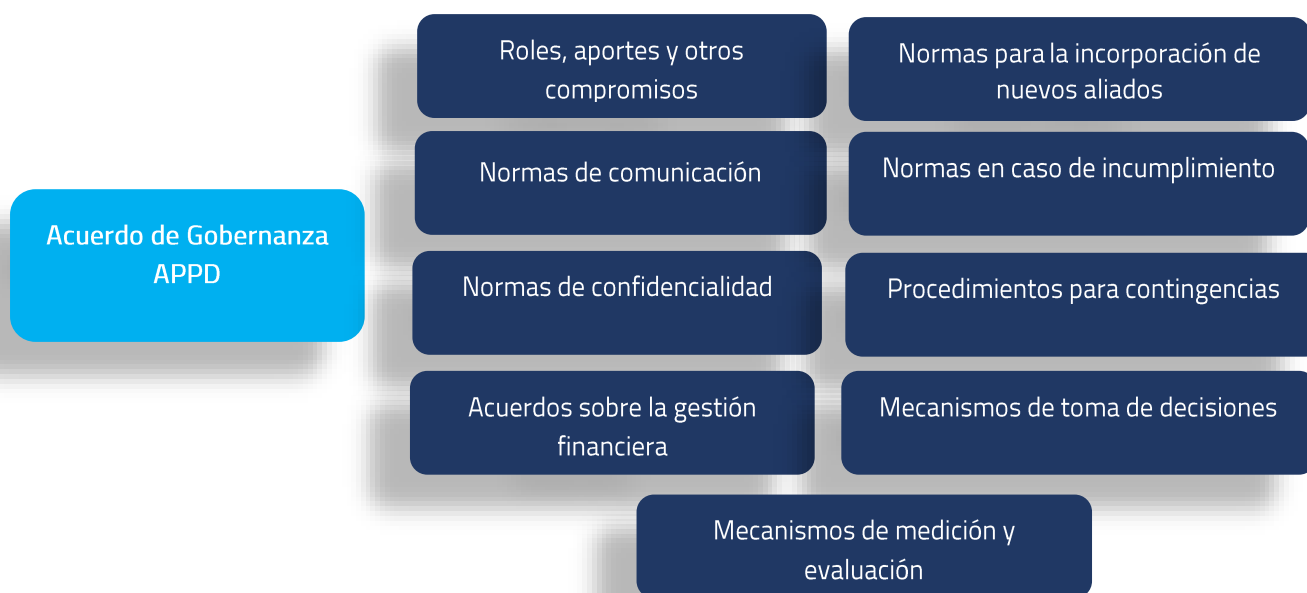 Acuerdo de Gobernanza
APPD
Roles, aportes y otros
compromisos
Normas para la incorporación de
nuevos aliados
Normas de comunicación
Normas en caso de incumplimiento
Normas de confidencialidad
Procedimientos para contingencias
Acuerdos sobre la gestión
financiera
Mecanismos de toma de decisiones
Mecanismos de medición y
evaluación